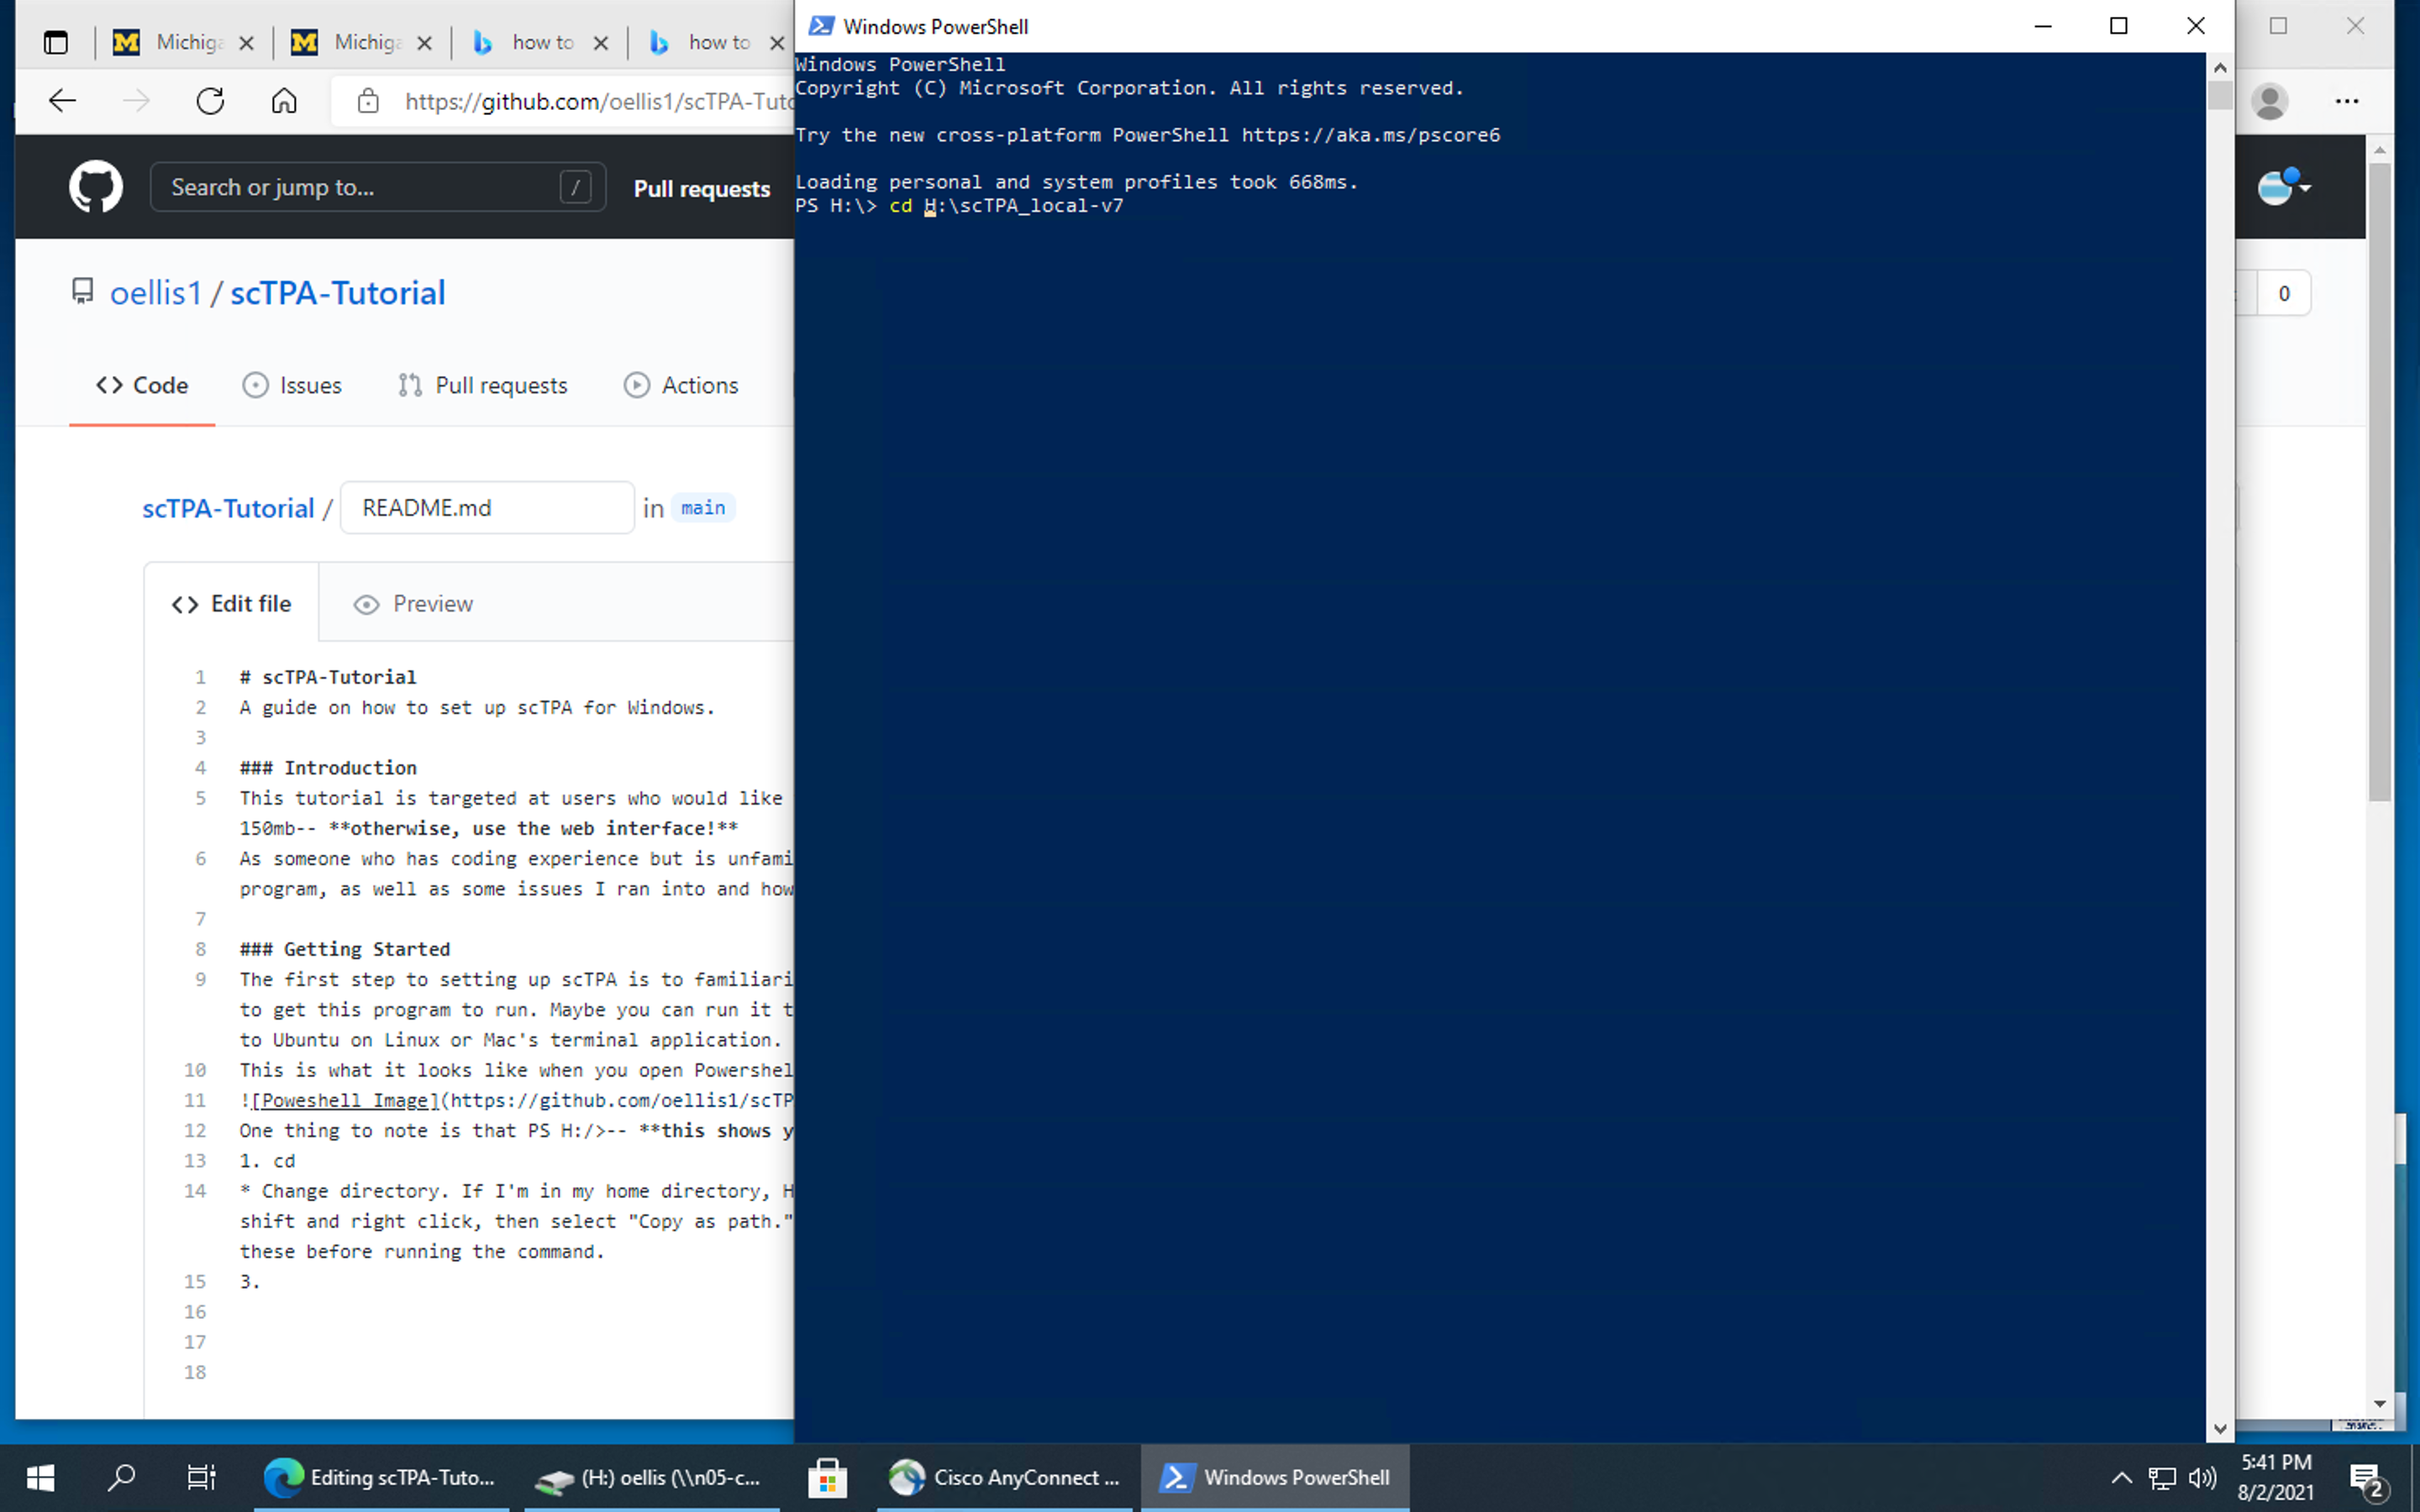 Michiga
Michiga
how to
how to
https://github.com/oellis1/scTPA-Tuto
Search or jump to...
/
Pull requests
oellis1 / scTPA-Tutorial
<> Code
Issues
Pull requests
Actions
0
scTPA-Tutorial / README.md in main
<> Edit file
Preview
1 # scTPA-Tutorial
2 A guide on how to set up scTPA for Windows.
3
4 ### Introduction
5 This tutorial is targeted at users who would like
150mb-- **otherwise, use the web interface!**
6 As someone who has coding experience but is unfami
program, as well as some issues I ran into and how
7
8 ### Getting Started
9 The first step to setting up scTPA is to familiari
to get this program to run. Maybe you can run it t
to Ubuntu on Linux or Mac's terminal application.
10 This is what it looks like when you open Powershel
11 ![Poweshell Image](https://github.com/oellis1/scTP
12 One thing to note is that PS H:/>-- **this shows y
13 1. cd
14 * Change directory. If I'm in my home directory, H
shift and right click, then select "Copy as path."
these before running the command.
15 3.
16
17
18
Windows PowerShell
Windows PowerShell
Copyright (C) Microsoft Corporation. All rights reserved.
Try the new cross-platform PowerShell https://aka.ms/pscore6
Loading personal and system profiles took 668ms.
PS H:\> cd H:\scTPA_local-v7
Editing scTPA-Tuto...
(H:) oellis (\\n05-c...
Cisco AnyConnect ...
Windows PowerShell
5:41 PM
8/2/2021
2